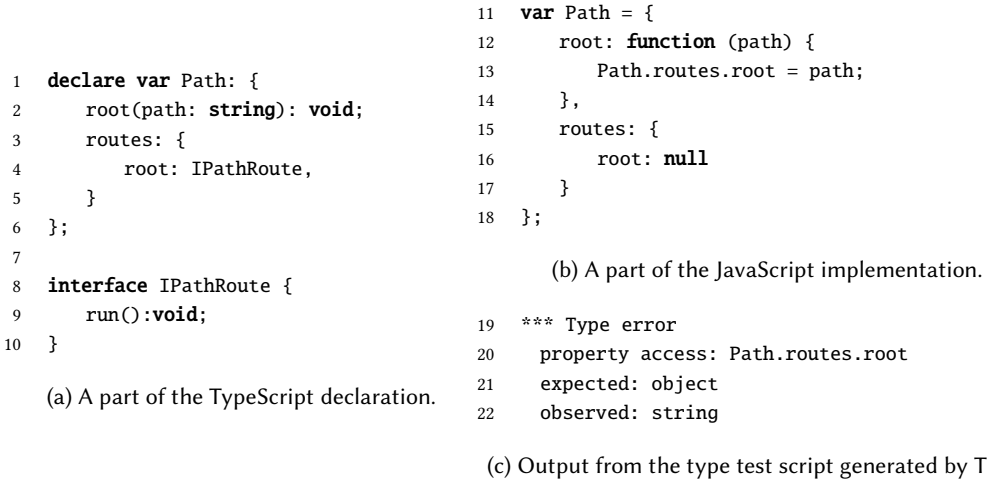 1 declare var Path: {
2 root(path: string): void;
3 routes: {
4 root: IPathRoute,
5 }
6 };
7
8 interface IPathRoute {
9 run():void;
10 }
(a) A part of the TypeScript declaration.
11 var Path = {
12 root: function (path) {
13 Path.routes.root = path;
14 },
15 routes: {
16 root: null
17 }
18 };
(b) A part of the JavaScript implementation.
19 *** Type error
20 property access: Path.routes.root
21 expected: object
22 observed: string
(c) Output from the type test script generated by T